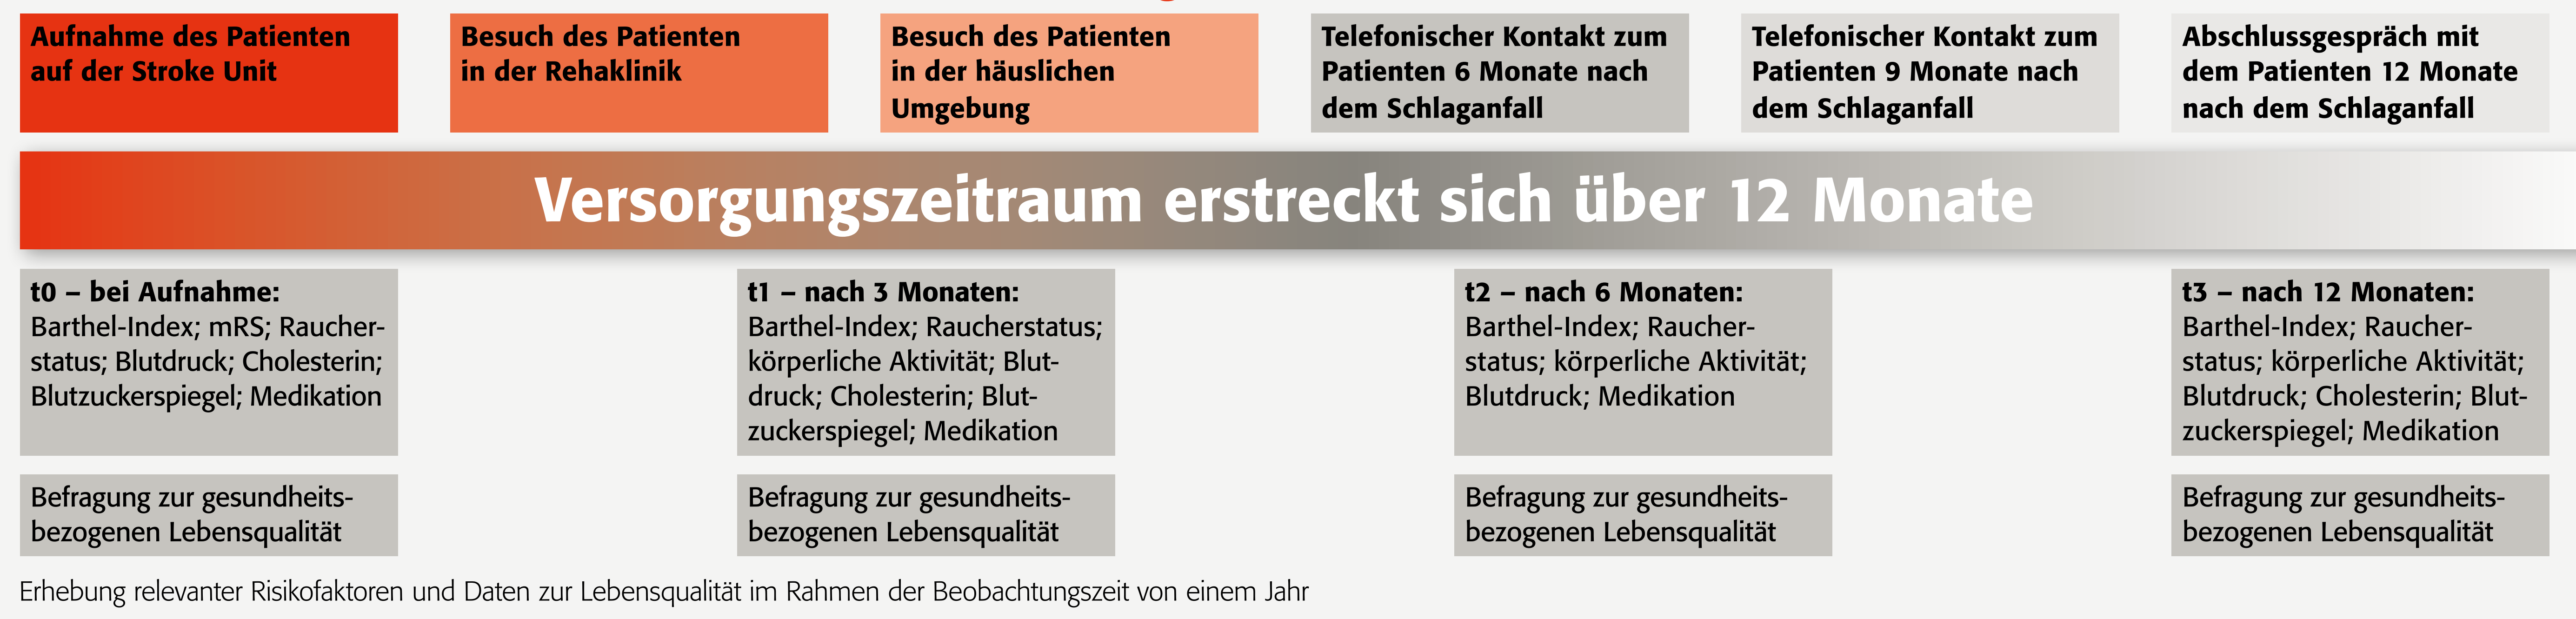 Aufnahme des Patienten
auf der Stroke Unit
Besuch des Patienten
in der Rehaklinik
Besuch des Patienten
in der häuslichen
Umgebung
Telefonischer Kontakt zum
Patienten 6 Monate nach
dem Schlaganfall
Telefonischer Kontakt zum
Patienten 9 Monate nach
dem Schlaganfall
Abschlussgespräch mit
dem Patienten 12 Monate
nach dem Schlaganfall
Versorgungszeitraum erstreckt sich über 12 Monate
t0 – bei Aufnahme:
Barthel-Index; mRS; Raucher-
status; Blutdruck; Cholesterin;
Blutzuckerspiegel; Medikation
t1 – nach 3 Monaten:
Barthel-Index; Raucherstatus;
körperliche Aktivität; Blut-
druck; Cholesterin; Blut-
zuckerspiegel; Medikation
t2 – nach 6 Monaten:
Barthel-Index; Raucher-
status; körperliche Aktivität;
Blutdruck; Medikation
t3 – nach 12 Monaten:
Barthel-Index; Raucher-
status; körperliche Aktivität;
Blutdruck; Cholesterin; Blut-
zuckerspiegel; Medikation
Befragung zur gesundheits-
bezogenen Lebensqualität
Befragung zur gesundheits-
bezogenen Lebensqualität
Befragung zur gesundheits-
bezogenen Lebensqualität
Befragung zur gesundheits-
bezogenen Lebensqualität
Erhebung relevanter Risikofaktoren und Daten zur Lebensqualität im Rahmen der Beobachtungszeit von einem Jahr